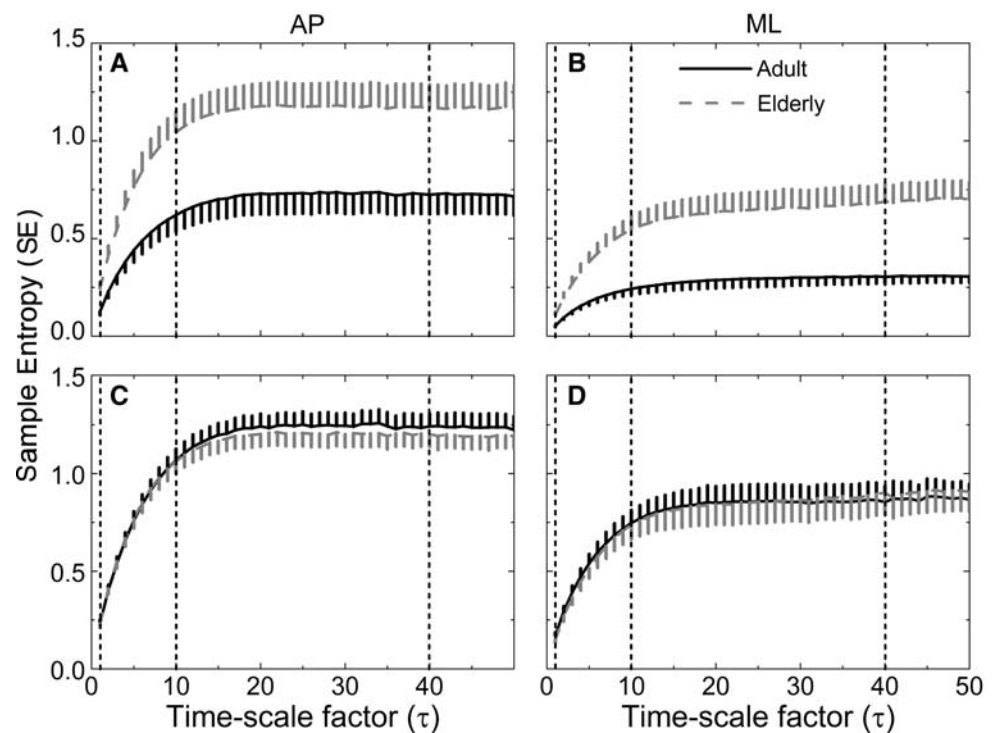 AP
ML
A
B
Adult
Elderly
1.5
1.0
0.5
0.0
C
D
1.5
1.0
0.5
0.0
Sample Entropy (SE)
0
10
20
30
40
0
10
20
30
40
50
Time-scale factor (τ)
Time-scale factor (τ)